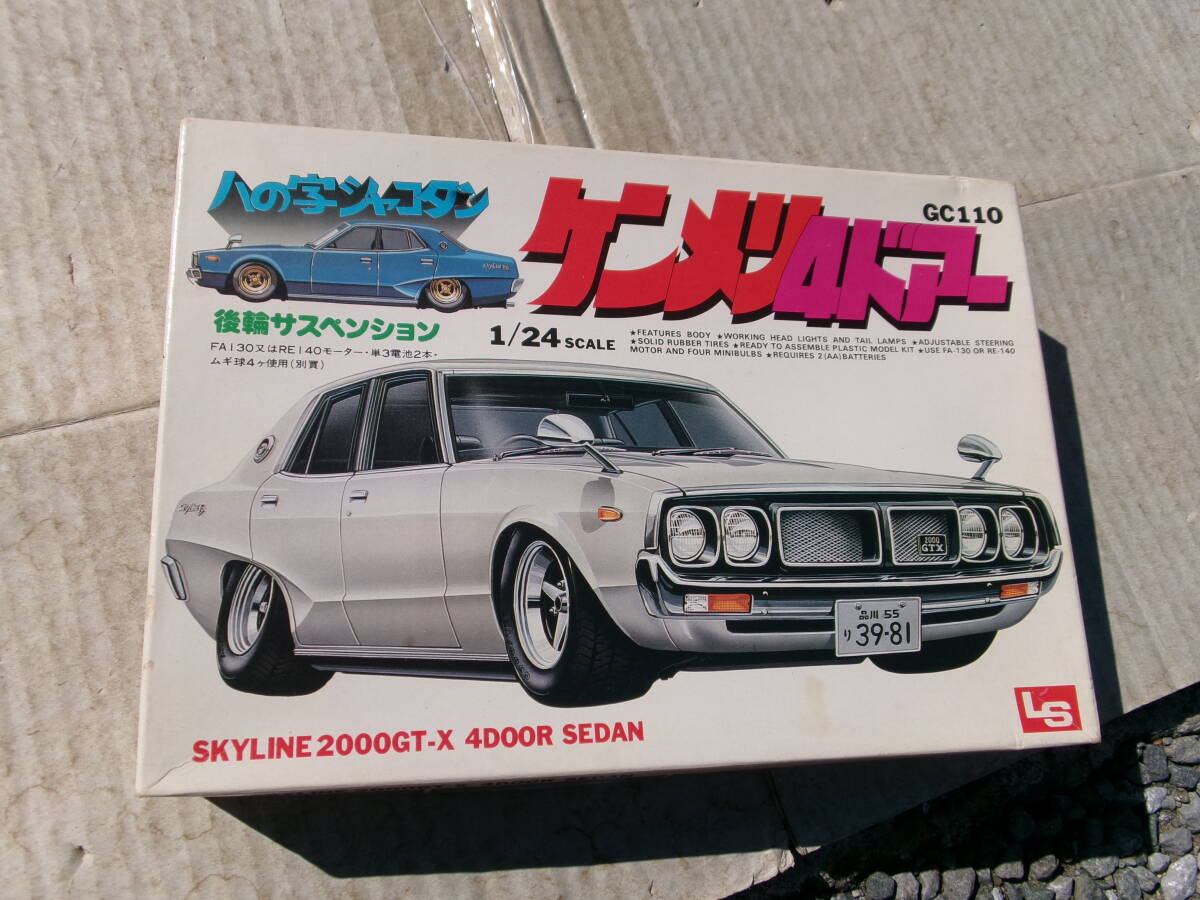 ハの字シャコタン
ケンメリ4ドアー
GC110
後輪サスペンション
FA130又はRE140モーター・単3電池2本・
ムギ球4ヶ使用(別買)
1/24 SCALE
★FEATURES BODY ★WORKING HEAD LIGHTS AND TAIL LAMPS ★ADJUSTABLE STEERING
★SOLID RUBBER TIRES ★READY TO ASSEMBLE PLASTIC MODEL KIT ★USE FA-130 OR RE-140
MOTOR AND FOUR MINIBULBS ★REQUIRES 2(AA)BATTERIES
2000
GTX
品川 55
り 39-81
SKYLINE 2000GT-X 4DOOR SEDAN
LS